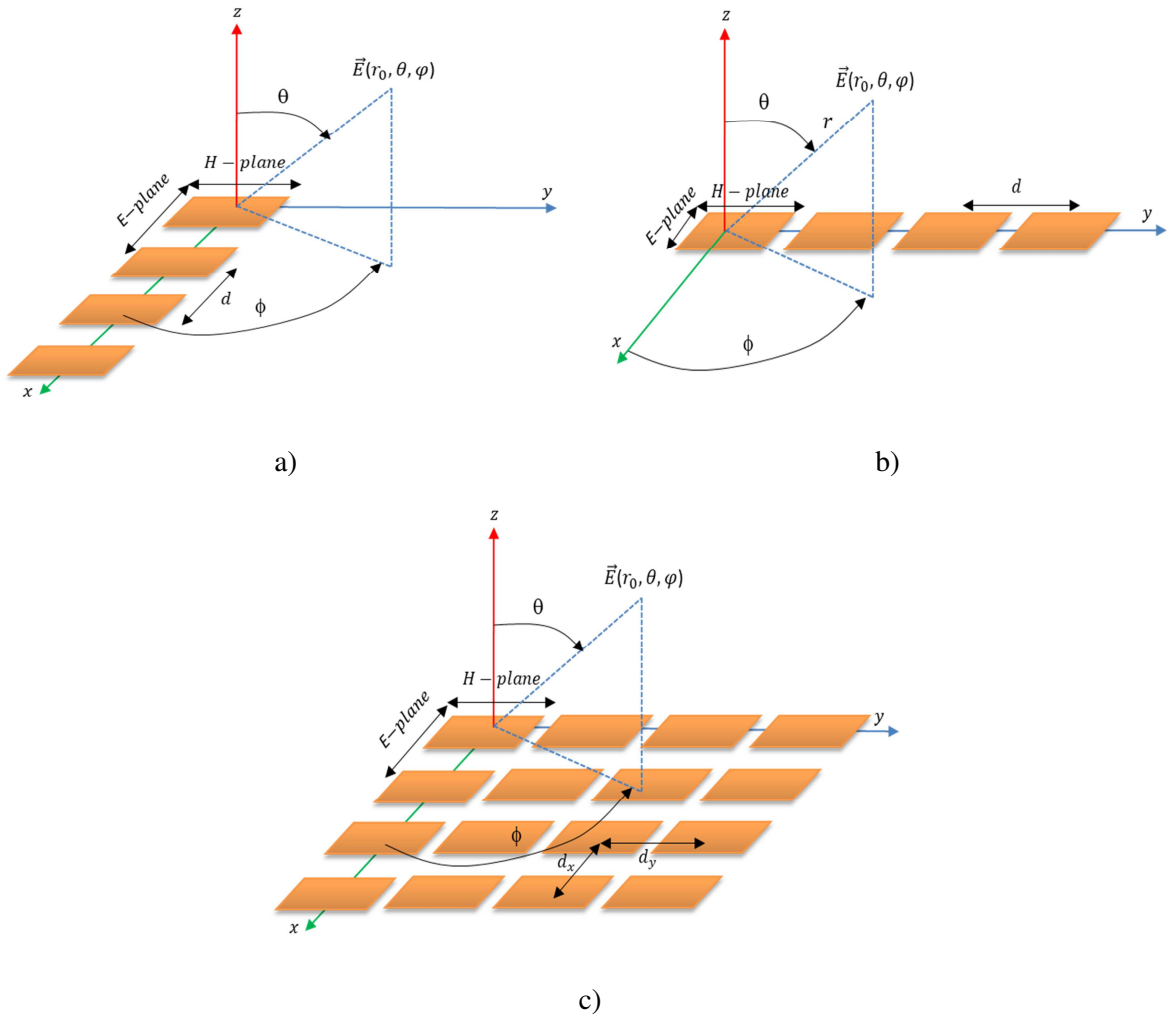 z
E⃗(r₀, θ, φ)
θ
H − plane
E−plane
y
d
ϕ
x
a)
z
E⃗(r₀, θ, φ)
θ
r
H − plane
E−plane
d
y
x
ϕ
b)
z
E⃗(r₀, θ, φ)
θ
H − plane
E−plane
y
ϕ
dₓ
d_y
x
c)